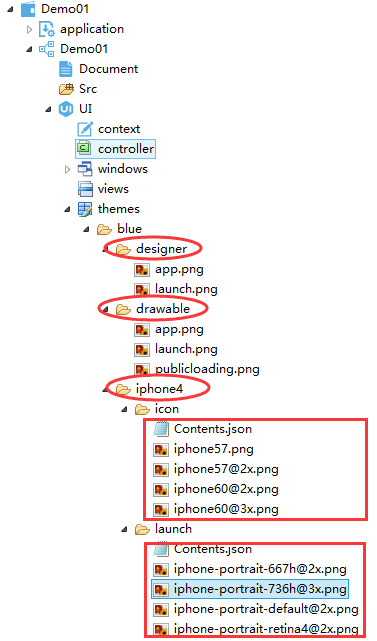 Demo01
application
Demo01
Document
Src
UI
context
controller
windows
views
themes
blue
designer
app.png
launch.png
drawable
app.png
launch.png
publicloading.png
iphone4
icon
Contents.json
iphone57.png
iphone57@2x.png
iphone60@2x.png
iphone60@3x.png
launch
Contents.json
iphone-portrait-667h@2x.png
iphone-portrait-736h@3x.png
iphone-portrait-default@2x.png
iphone-portrait-retina4@2x.png